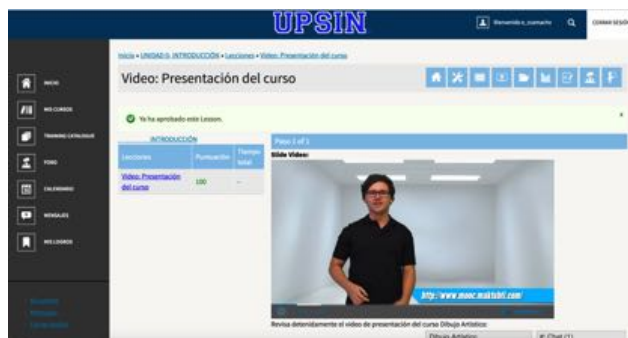 UPSIN
Bienvenido, zcamacho
CERRAR SESIÓN
Inicio • UNIDAD 0. INTRODUCCIÓN • Lecciones • Video: Presentación del curso
Video: Presentación del curso
INICIO
MIS CURSOS
TRAINING CATALOGUE
FORO
CALENDARIO
MENSAJES
MIS LOGROS
Ya ha aprobado este Lesson.
x
INTRODUCCIÓN
Lecciones Puntuación Tiempo total
Video: Presentación del curso 100 --
Paso 1 of 1
Slide Video:
http://www.mooc.maktabti.com/
Revisa detenidamente el video de presentación del curso Dibujo Artístico:
Dibujo Artístico
Chat (1)